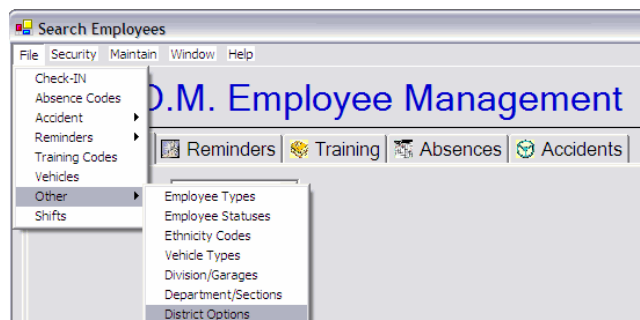 Search Employees
File Security Maintain Window Help
Check-IN
Absence Codes
Accident
Reminders
Training Codes
Vehicles
Other
Shifts
.M. Employee Management
Reminders Training Absences Accidents
Employee Types
Employee Statuses
Ethnicity Codes
Vehicle Types
Division/Garages
Department/Sections
District Options